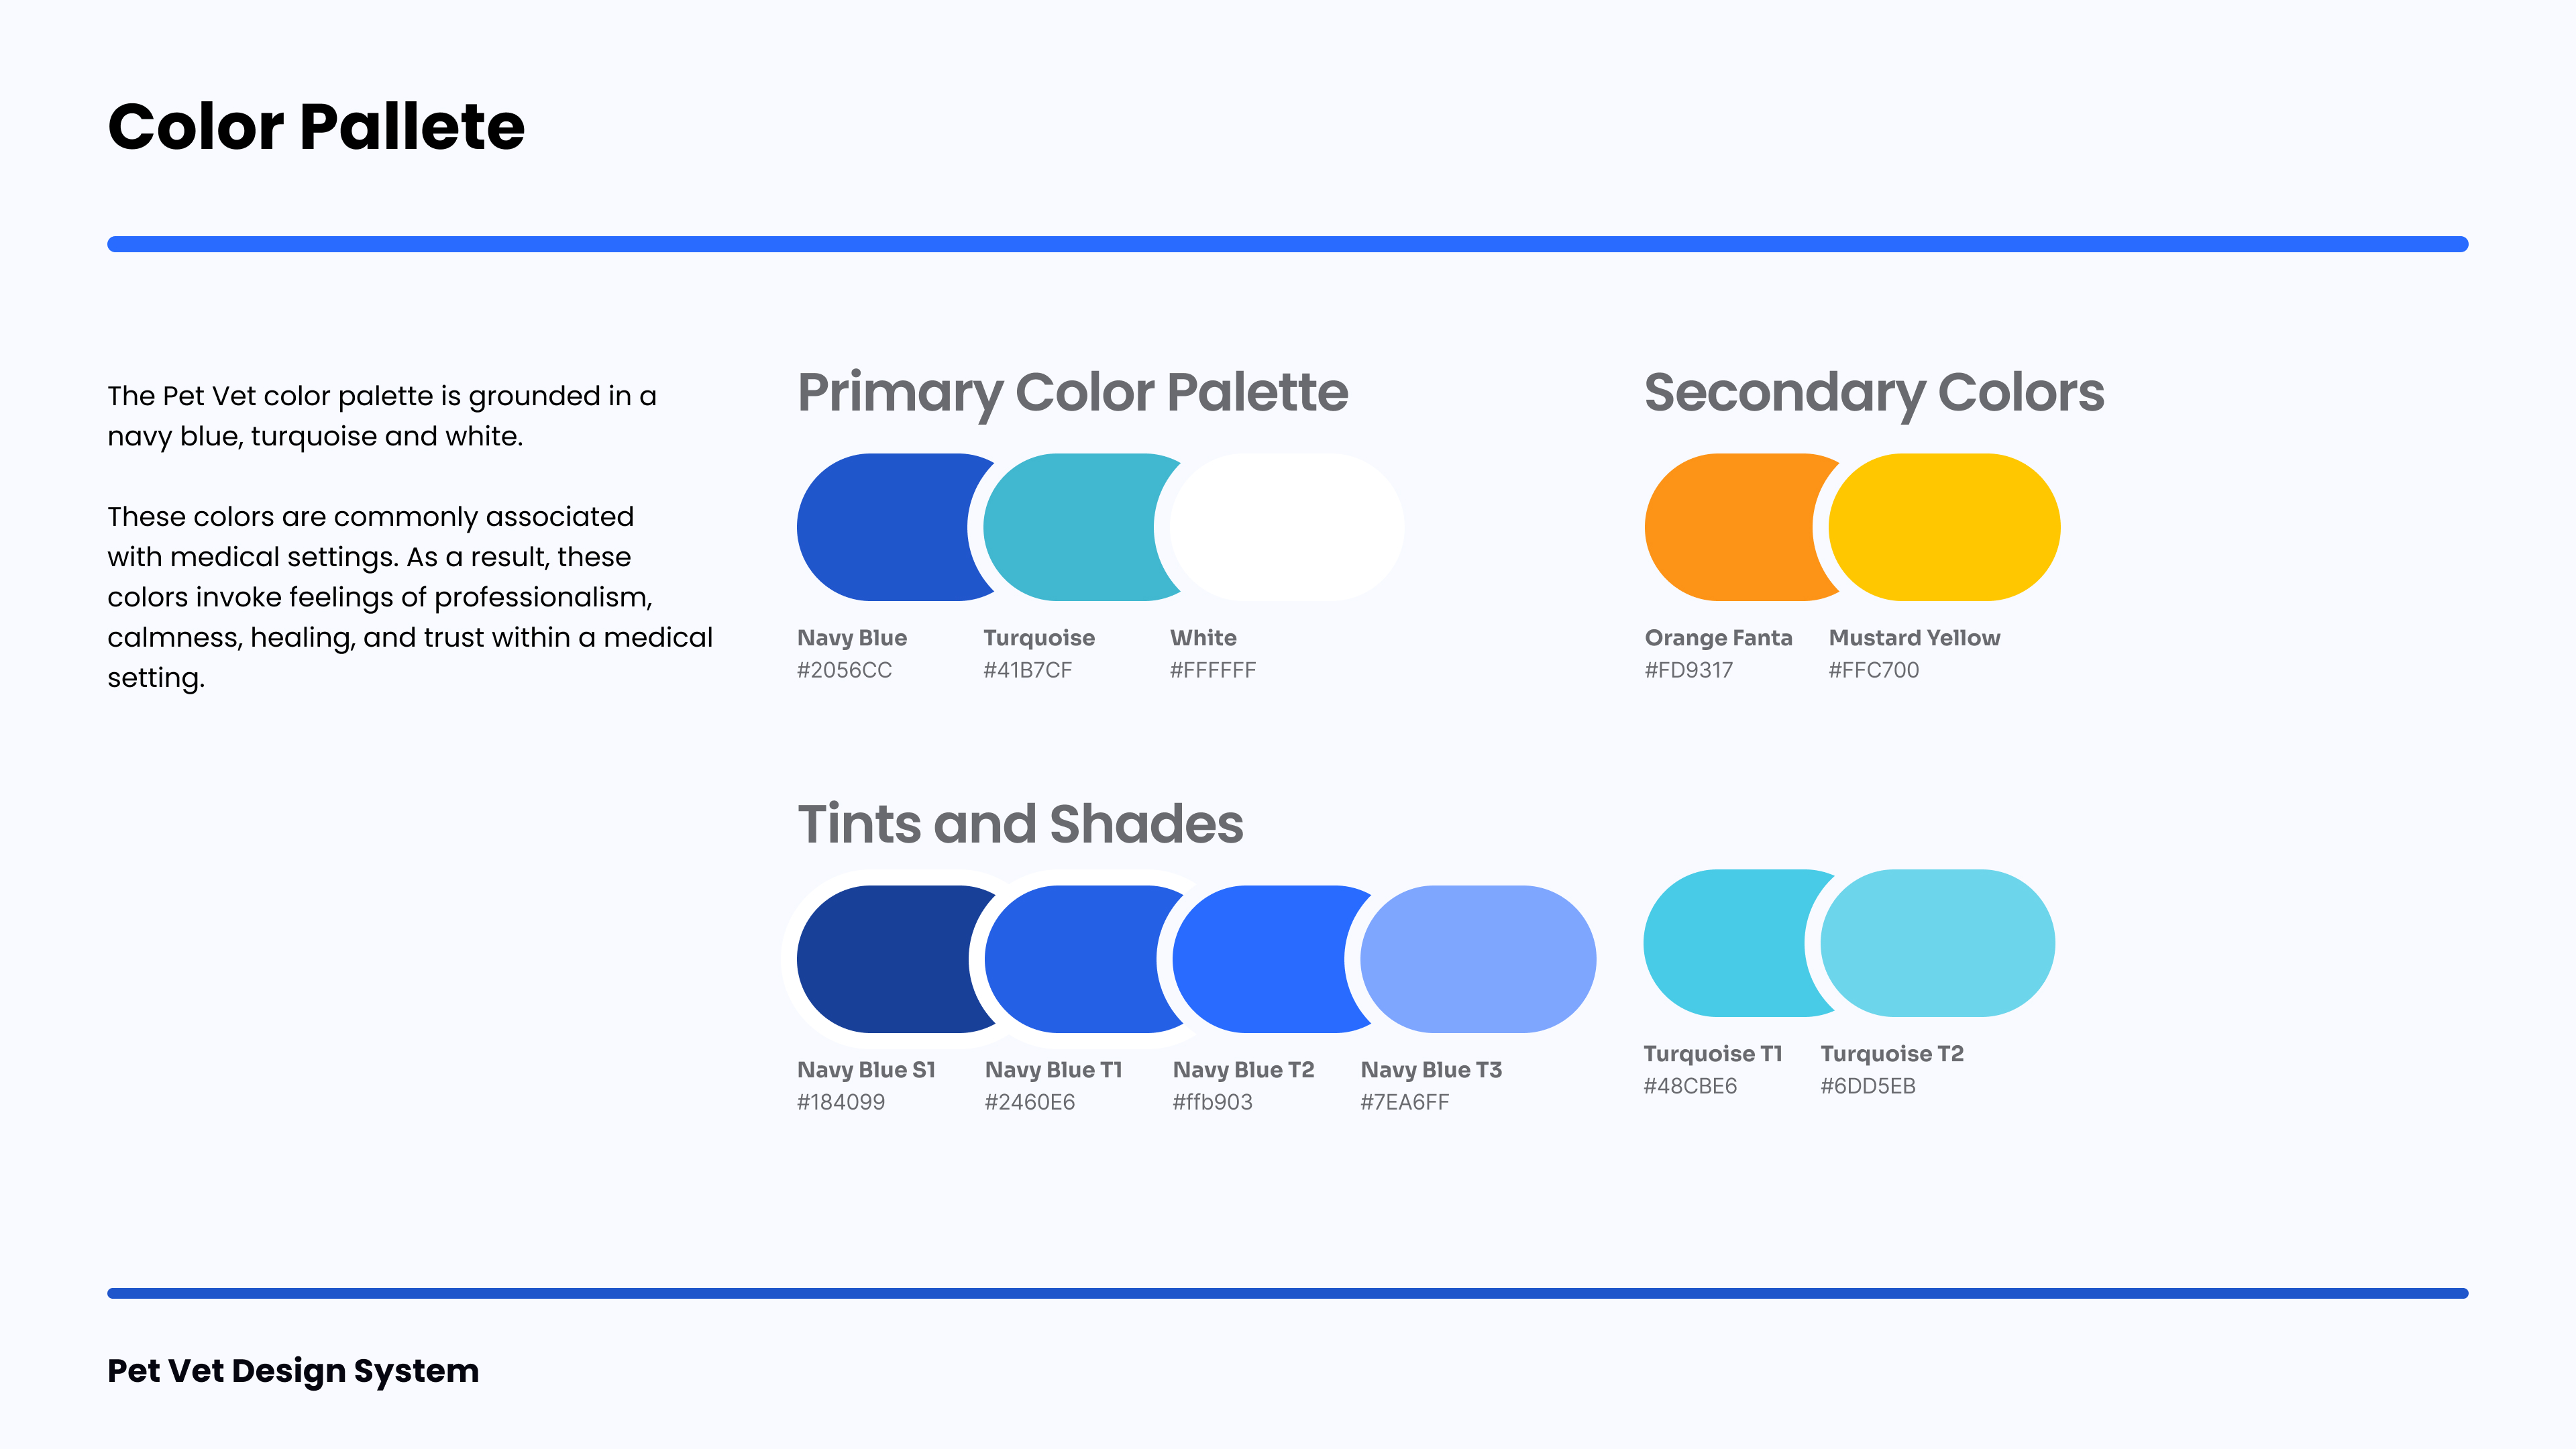 Color Pallete
The Pet Vet color palette is grounded in a
navy blue, turquoise and white.
These colors are commonly associated
with medical settings. As a result, these
colors invoke feelings of professionalism,
calmness, healing, and trust within a medical
setting.
Primary Color Palette
Navy Blue
#2056CC
Turquoise
#41B7CF
White
#FFFFFF
Secondary Colors
Orange Fanta
#FD9317
Mustard Yellow
#FFC700
Tints and Shades
Navy Blue S1
#184099
Navy Blue T1
#2460E6
Navy Blue T2
#ffb903
Navy Blue T3
#7EA6FF
Turquoise T1
#48CBE6
Turquoise T2
#6DD5EB
Pet Vet Design System